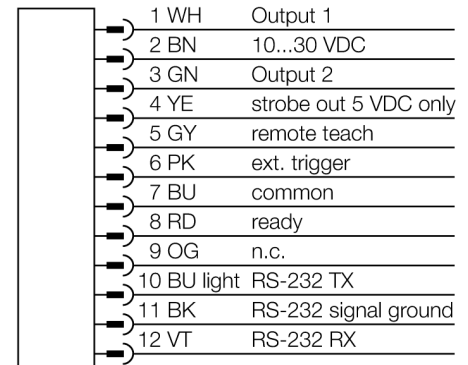 1 WH Output 1
2 BN 10...30 VDC
3 GN Output 2
4 YE strobe out 5 VDC only
5 GY remote teach
6 PK ext. trigger
7 BU common
8 RD ready
9 OG n.c.
10 BU light RS-232 TX
11 BK RS-232 signal ground
12 VT RS-232 RX